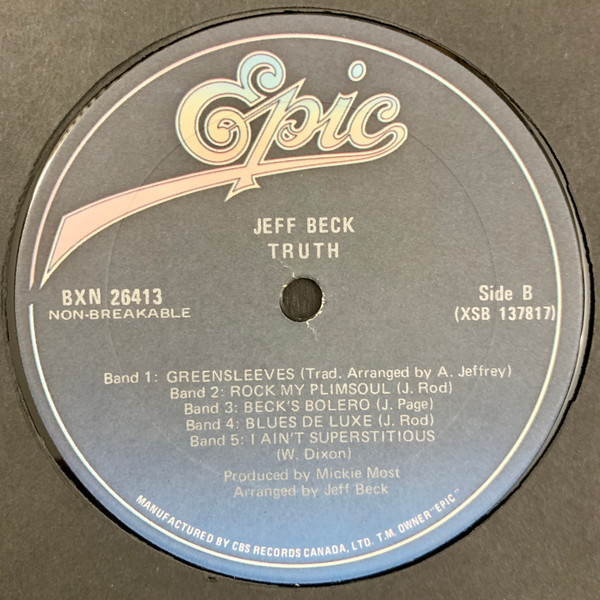 Epic
JEFF BECK
TRUTH
BXN 26413
NON-BREAKABLE
Side B
(XSB 137817)
Band 1: GREENSLEEVES (Trad. Arranged by A. Jeffrey)
Band 2: ROCK MY PLIMSOUL (J. Rod)
Band 3: BECK'S BOLERO (J. Page)
Band 4: BLUES DE LUXE (J. Rod)
Band 5: I AIN'T SUPERSTITIOUS
(W. Dixon)
Produced by Mickie Most
Arranged by Jeff Beck
MANUFACTURED BY CBS RECORDS CANADA, LTD. T.M. OWNER "EPIC"